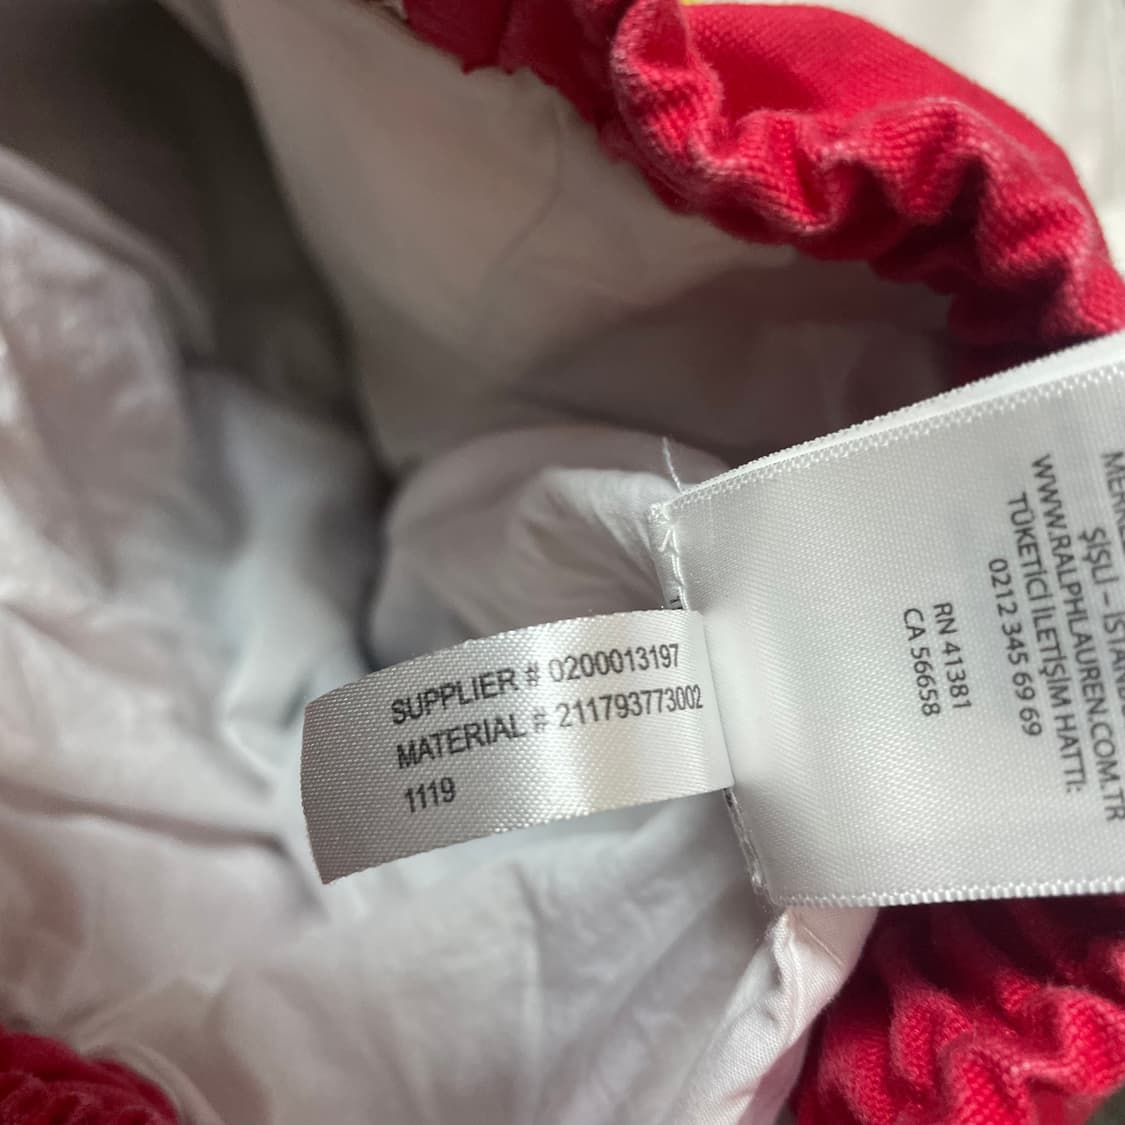 SUPPLIER # 0200013197
MATERIAL # 211793773002
1119
ŞİŞLİ – İSTANBUL
WWW.RALPHLAUREN.COM.TR
TÜKETİCİ İLETİŞİM HATTI:
0212 345 69 69
RN 41381
CA 56658